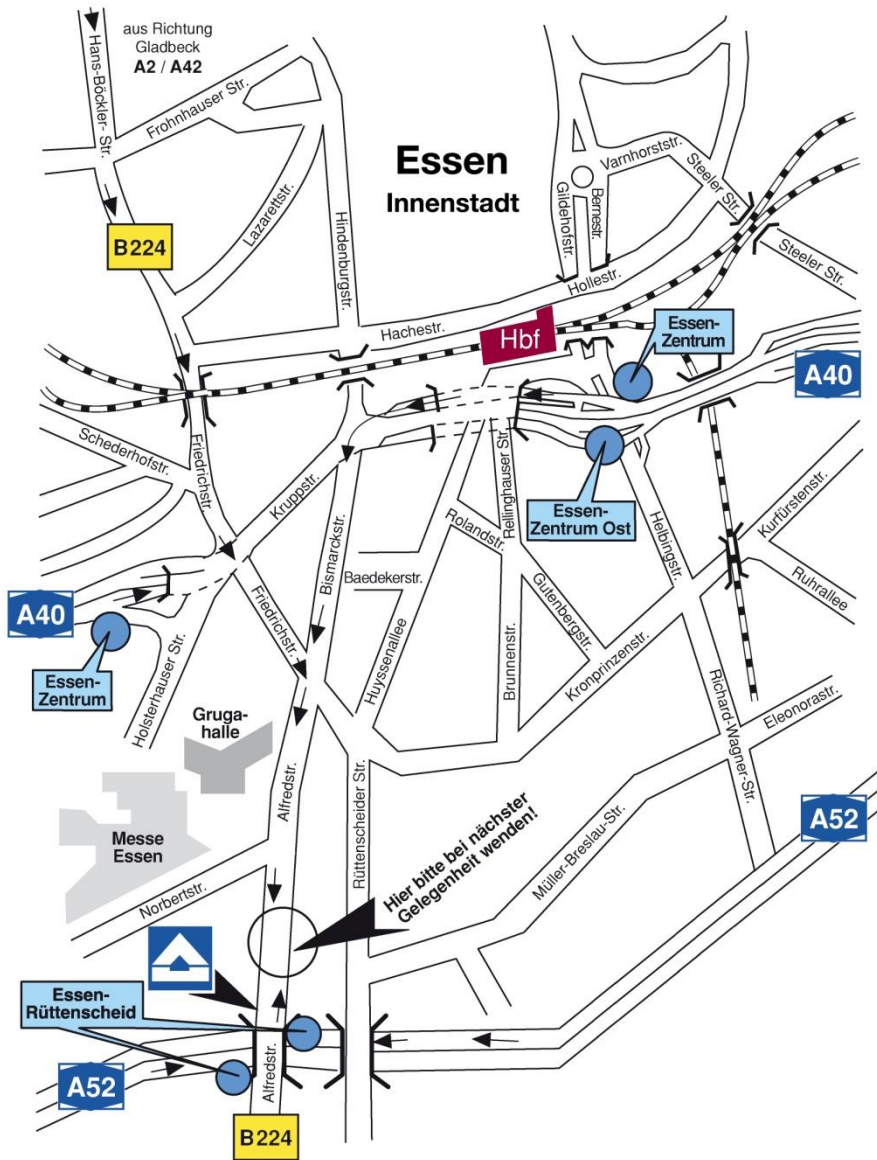 aus Richtung
Gladbeck
A2 / A42
Hans-Böckler- Str.
Frohnhauser Str.
Essen
Innenstadt
Varnhorststr.
Steeler Str.
Gildehofstr.
Bernestr.
Lazarettstr.
Hindenburgstr.
B224
Steeler Str.
Hollestr.
Hachestr.
Hbf
Essen-
Zentrum
A40
Schederhofstr.
Friedrichstr.
Kruppstr.
Rellinghauser Str.
Essen-
Zentrum Ost
Kurfürstenstr.
Rolandstr.
Helbingstr.
Bismarckstr.
Baedekerstr.
Gutenbergstr.
Ruhrallee
A40
Friedrichstr.
Huyssenallee
Brunnenstr.
Kronprinzenstr.
Essen-
Zentrum
Holsterhauser Str.
Richard-Wagner-Str.
Eleonorastr.
Gruga-
halle
Alfredstr.
Rüttenscheider Str.
Messe
Essen
Hier bitte bei nächster
Gelegenheit wenden!
Müller-Breslau-Str.
A52
Norbertstr.
Essen-
Rüttenscheid
A52
Alfredstr.
B224